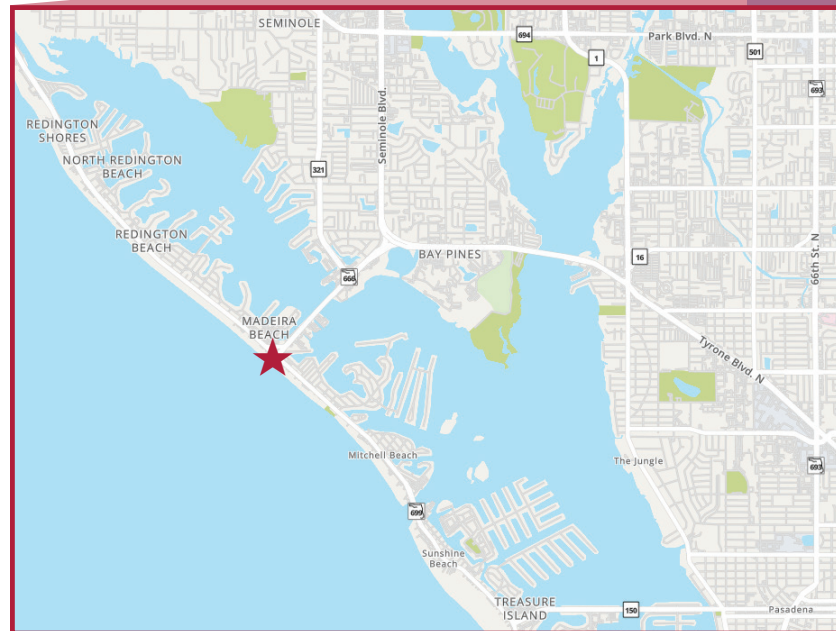 SEMINOLE
694
Park Blvd. N
1
501
693
Seminole Blvd.
REDINGTON
SHORES
NORTH REDINGTON
BEACH
321
REDINGTON
BEACH
BAY PINES
16
66th St. N
666
MADEIRA
BEACH
Tyrone Blvd. N
Mitchell Beach
The Jungle
693
699
Sunshine
Beach
TREASURE
ISLAND
150
Pasadena